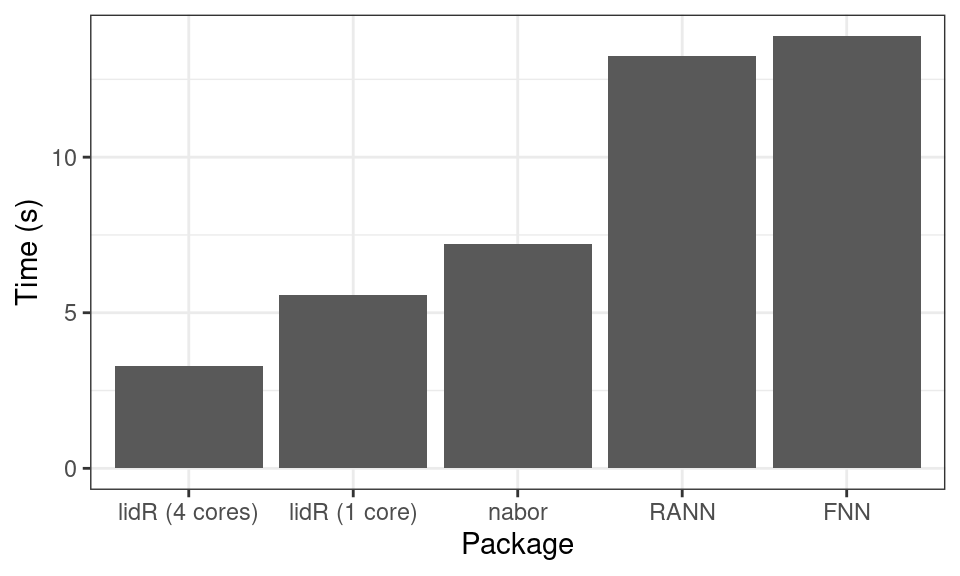 Time (s)
10
5
0
lidR (4 cores)
lidR (1 core)
nabor
RANN
FNN
Package